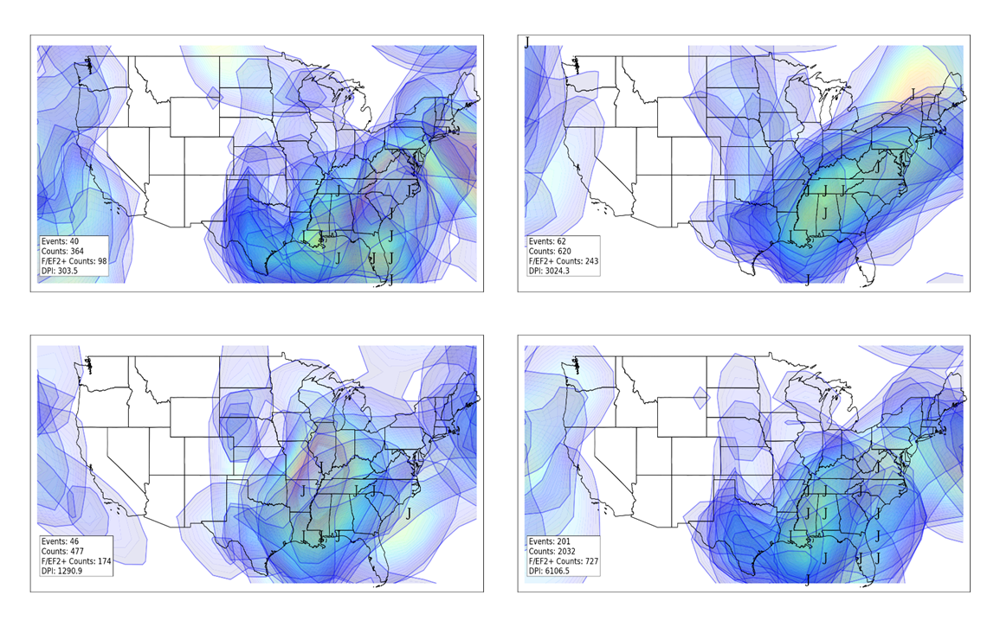 J
Events: 40
Counts: 364
F/EF2+ Counts: 98
DPI: 303.5
J
J
J
J
J
J
J
J
J
Events: 62
Counts: 620
F/EF2+ Counts: 243
DPI: 3024.3
J
J
J
J
J
J
J
J
Events: 46
Counts: 477
F/EF2+ Counts: 174
DPI: 1290.9
J
J
J
J
J
J
J
Events: 201
Counts: 2032
F/EF2+ Counts: 727
DPI: 6106.5
J
J
J
J
J
J
J
J
J
J
J
J